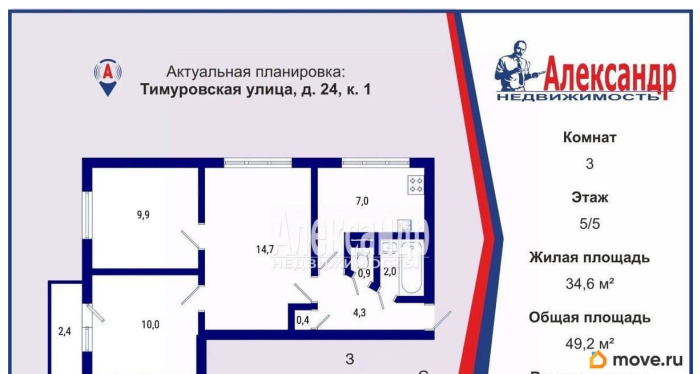 Актуальная планировка:
Тимуровская улица, д. 24, к. 1
А
Александр
НЕДВИЖИМОСТЬ
Комнат
3
Этаж
5/5
Жилая площадь
34,6 м²
Общая площадь
49,2 м²
9,9
14,7
7,0
0,9
2,0
10,0
0,4
4,3
2,4
З
Александр
НЕДВИЖИМОСТЬ
move.ru